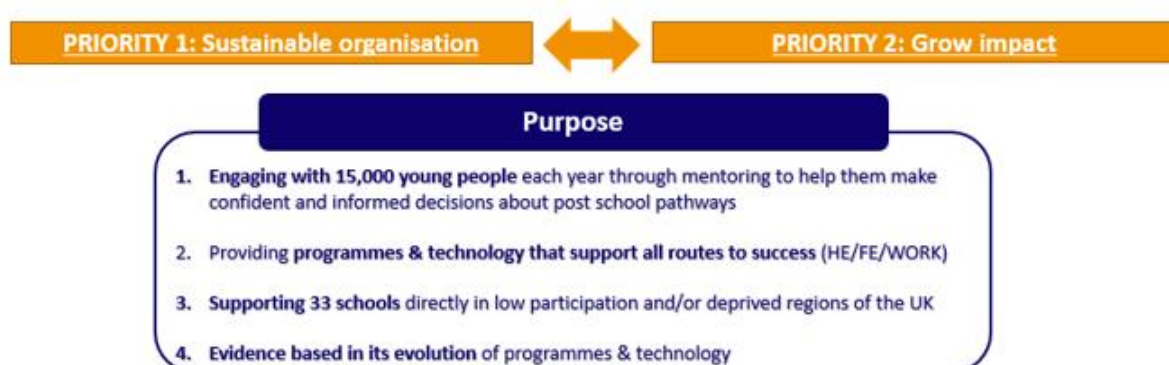 PRIORITY 1: Sustainable organisation
PRIORITY 2: Grow impact
Purpose
1. Engaging with 15,000 young people each year through mentoring to help them make
confident and informed decisions about post school pathways
2. Providing programmes & technology that support all routes to success (HE/FE/WORK)
3. Supporting 33 schools directly in low participation and/or deprived regions of the UK
4. Evidence based in its evolution of programmes & technology